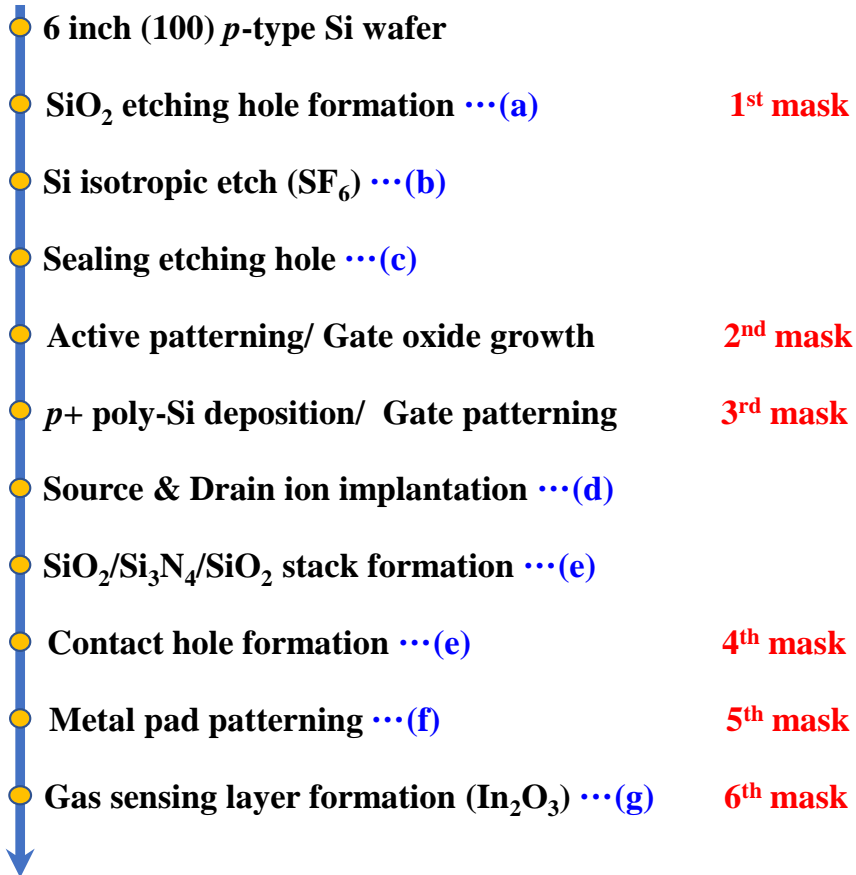 6 inch (100) p-type Si wafer
SiO₂ etching hole formation ⋯(a) 1ˢᵗ mask
Si isotropic etch (SF₆) ⋯(b)
Sealing etching hole ⋯(c)
Active patterning/ Gate oxide growth 2ⁿᵈ mask
p+ poly-Si deposition/ Gate patterning 3ʳᵈ mask
Source & Drain ion implantation ⋯(d)
SiO₂/Si₃N₄/SiO₂ stack formation ⋯(e)
Contact hole formation ⋯(e) 4ᵗʰ mask
Metal pad patterning ⋯(f) 5ᵗʰ mask
Gas sensing layer formation (In₂O₃) ⋯(g) 6ᵗʰ mask